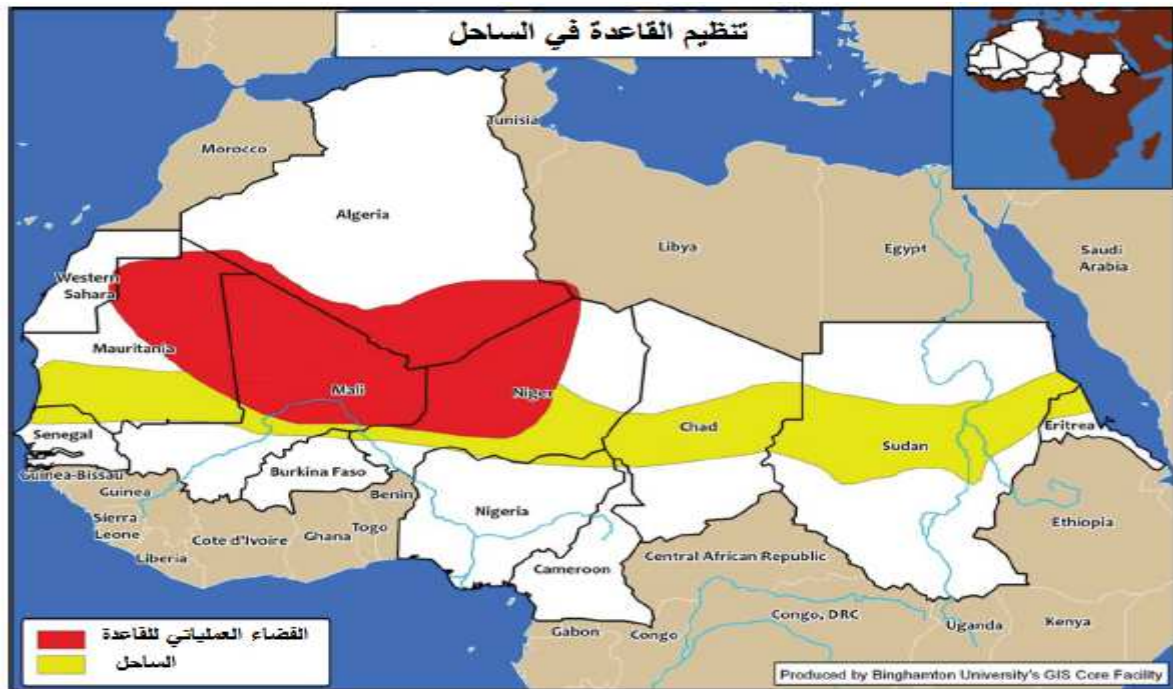 تنظيم القاعدة في الساحل
Tunisia
Morocco
Algeria
Libya
Egypt
Saudi
Arabia
Western
Sahara
Mauritania
Mali
Niger
Chad
Sudan
Eritrea
Senegal
Guinea-Bissau
Guinea
Burkina Faso
Benin
Nigeria
Sierra
Leone
Cote d'Ivoire
Ghana
Togo
Liberia
Ethiopia
Central African Republic
Cameroon
Gabon
Congo
Congo, DRC
Uganda
Kenya
الفضاء العملياتي للقاعدة
الساحل
Produced by Binghamton University's GIS Core Facility